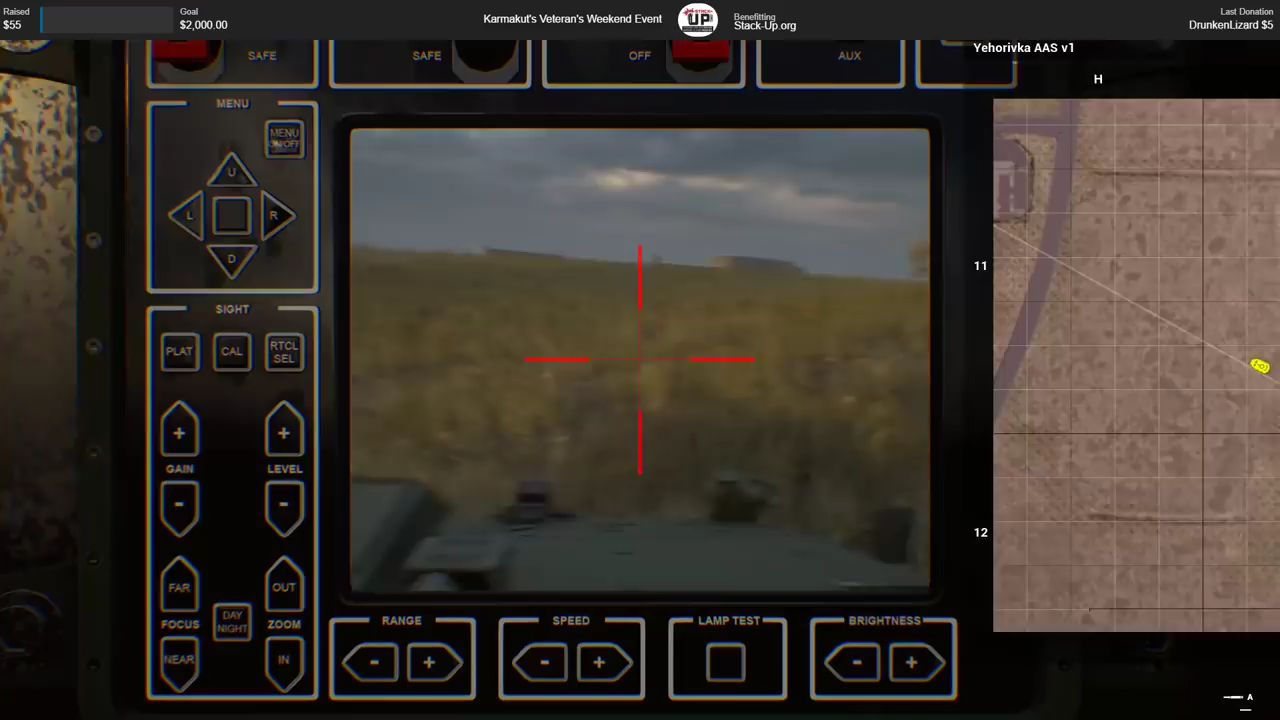 Raised
$55
Goal
$2,000.00
Karmakut's Veteran's Weekend Event
STACK
UP
Benefitting
Stack-Up.org
Last Donation
DrunkenLizard $5
Yehorivka AAS v1
H
11
12
SAFE
SAFE
OFF
AUX
MENU
MENU
ON/OFF
U
L
R
D
SIGHT
PLAT
CAL
RTCL
SEL
+
+
GAIN
LEVEL
-
-
FAR
OUT
FOCUS
DAY
NIGHT
ZOOM
NEAR
IN
RANGE
- +
SPEED
- +
LAMP TEST
BRIGHTNESS
- +
H
A